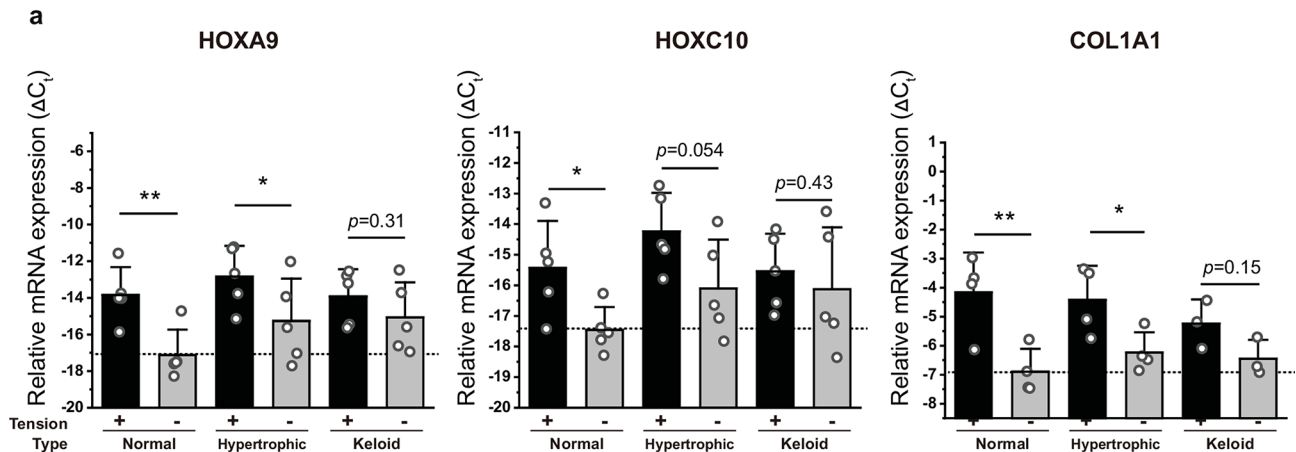 a
HOXA9
HOXC10
COL1A1
Relative mRNA expression (ΔCt)
-6
-8
-10
-12
-14
-16
-18
-20
**
*
p=0.31
Relative mRNA expression (ΔCt)
-11
-12
-13
-14
-15
-16
-17
-18
-19
-20
*
p=0.054
p=0.43
Relative mRNA expression (ΔCt)
1
0
-1
-2
-3
-4
-5
-6
-7
-8
**
*
p=0.15
Tension + - + - + - + - + - + - + - + - + -
Type Normal Hypertrophic Keloid Normal Hypertrophic Keloid Normal Hypertrophic Keloid